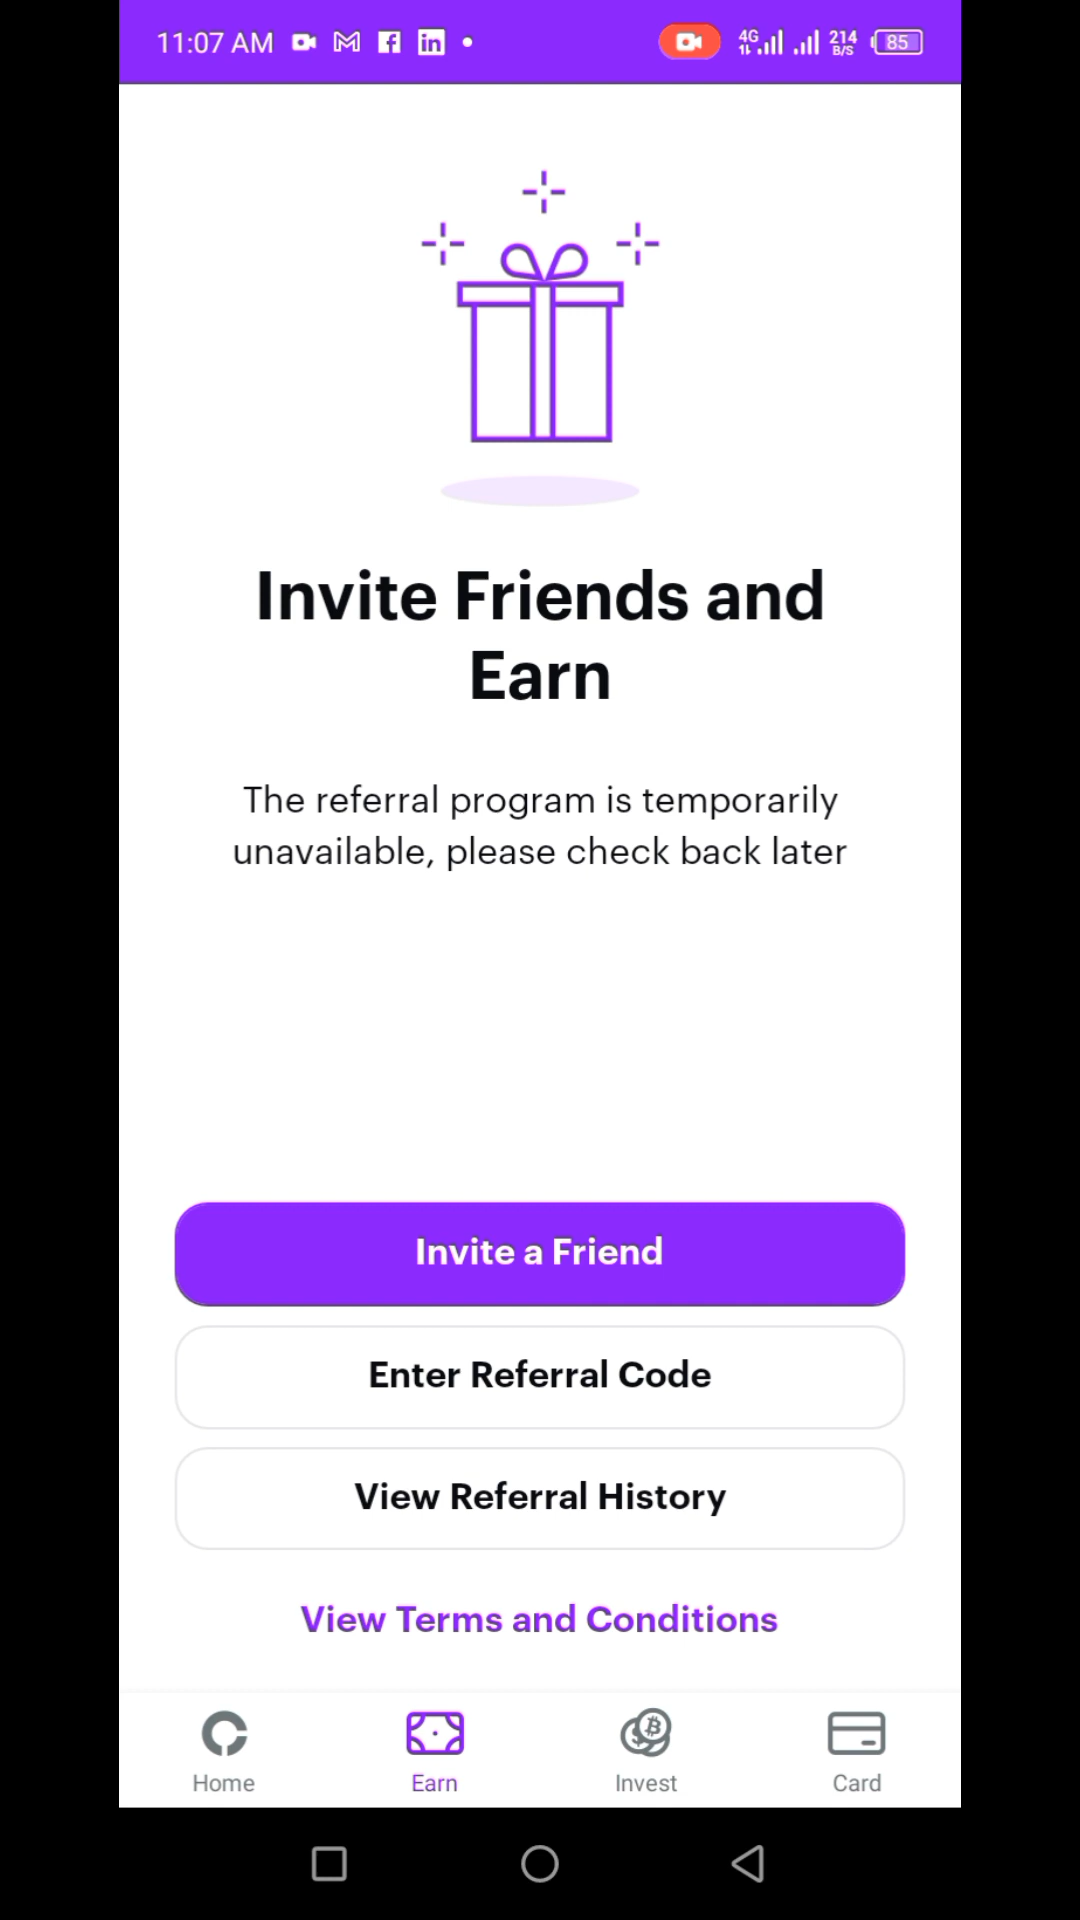 11:07 AM
4G
214
B/S
85
Invite Friends and
Earn
The referral program is temporarily
unavailable, please check back later
Invite a Friend
Enter Referral Code
View Referral History
View Terms and Conditions
Home
Earn
Invest
Card